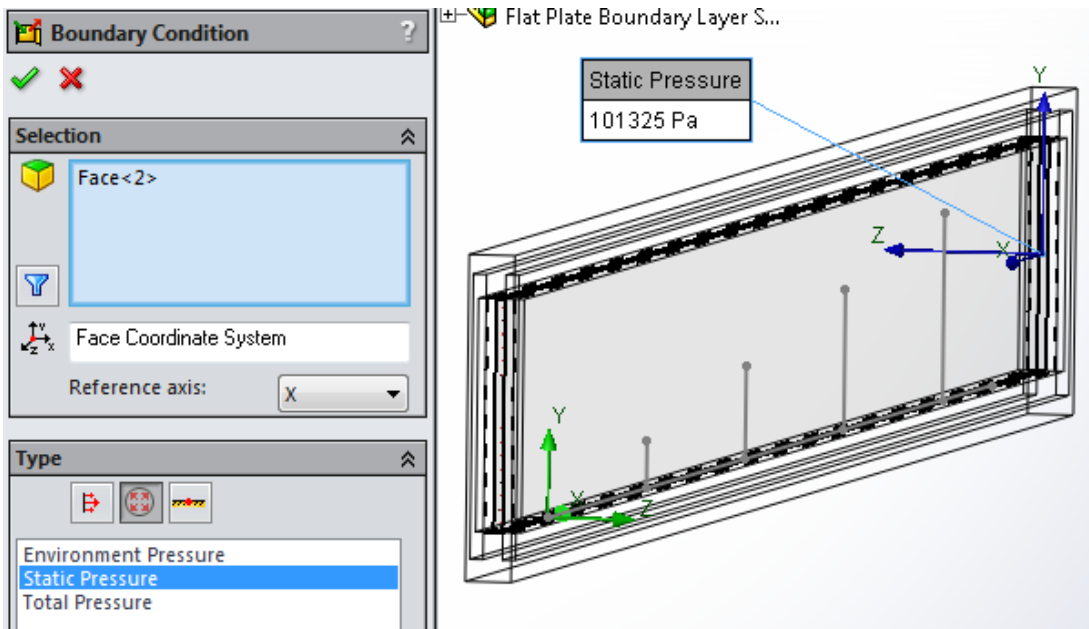 Boundary Condition
?
Selection
Face<2>
Face Coordinate System
Reference axis:
X
Type
Environment Pressure
Static Pressure
Total Pressure
Flat Plate Boundary Layer S...
Static Pressure
101325 Pa
Y
Z
X
Y
X
Z